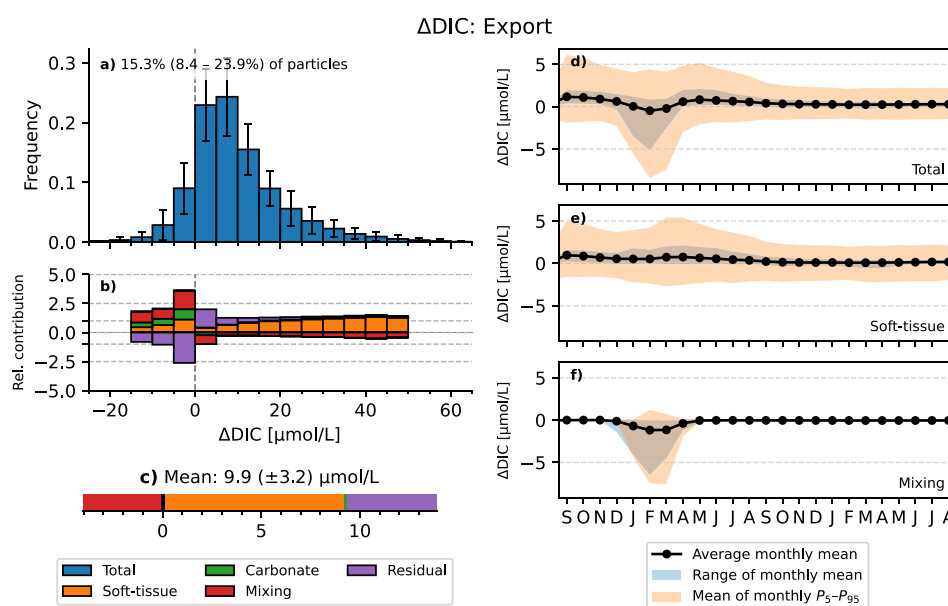 ΔDIC: Export
a) 15.3% (8.4 – 23.9%) of particles
Frequency
0.3
0.2
0.1
0.0
b)
Rel. contribution
5.0
2.5
0.0
−2.5
−5.0
−20 0 20 40 60
ΔDIC [μmol/L]
c) Mean: 9.9 (±3.2) μmol/L
0 5 10
Total
Soft-tissue
Carbonate
Mixing
Residual
d)
ΔDIC [μmol/L]
5
0
−5
Total
e)
ΔDIC [μmol/L]
5
0
−5
Soft-tissue
f)
ΔDIC [μmol/L]
5
0
−5
Mixing
S O N D J F M A M J J A S O N D J F M A M J J A
Average monthly mean
Range of monthly mean
Mean of monthly P5–P95